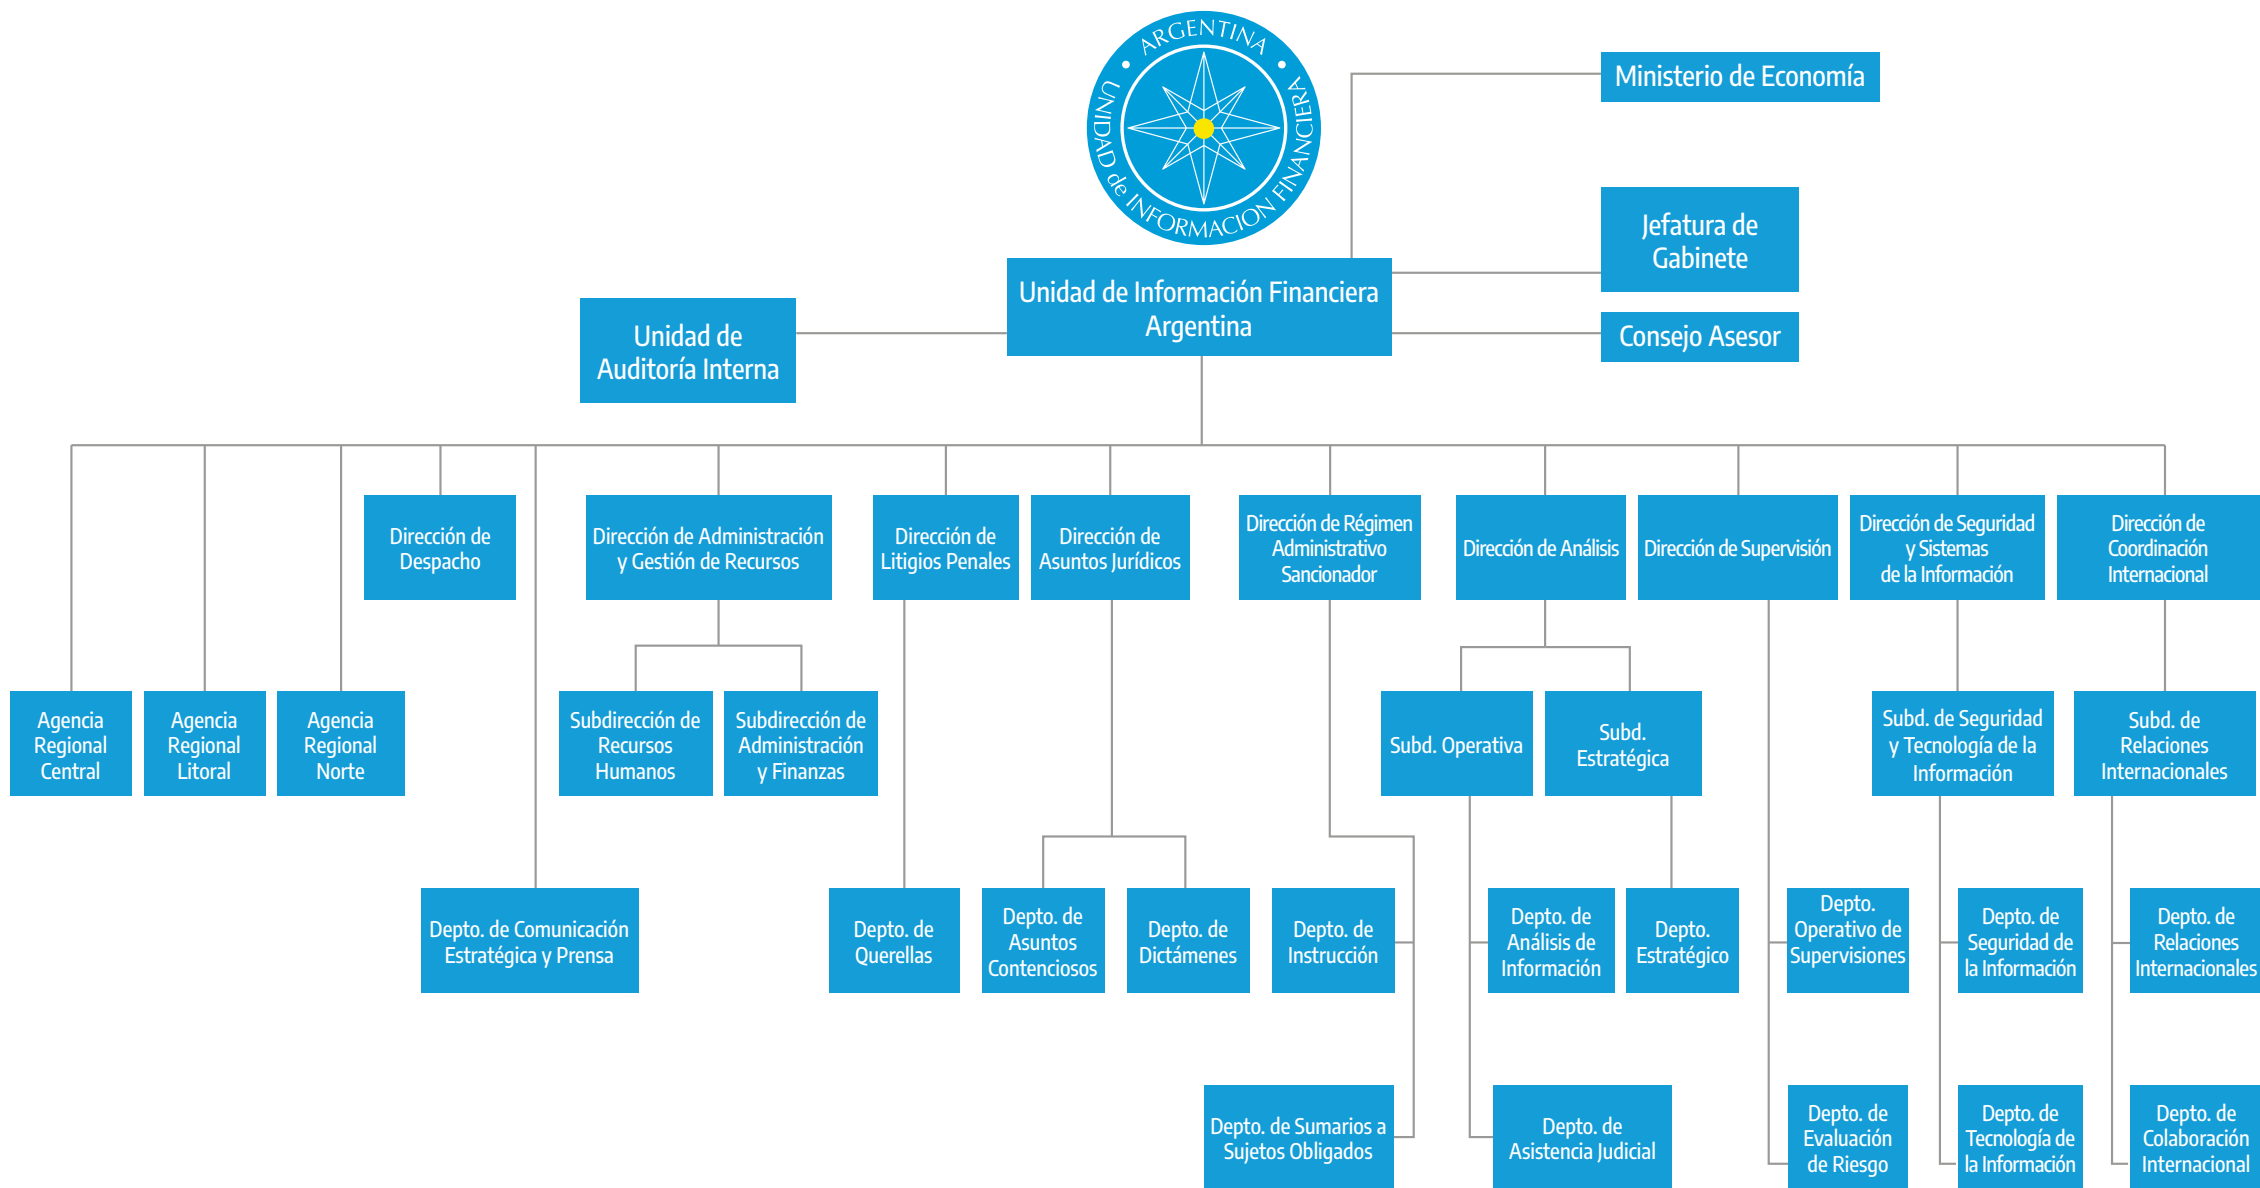 ARGENTINA
UNIDAD de INFORMACION FINANCIERA
Ministerio de Economía
Jefatura de
Gabinete
Unidad de Información Financiera
Argentina
Unidad de
Auditoría Interna
Consejo Asesor
Dirección de
Despacho
Dirección de Administración
y Gestión de Recursos
Dirección de
Litigios Penales
Dirección de
Asuntos Jurídicos
Dirección de Régimen
Administrativo
Sancionador
Dirección de Análisis
Dirección de Supervisión
Dirección de Seguridad
y Sistemas
de la Información
Dirección de
Coordinación
Internacional
Agencia
Regional
Central
Agencia
Regional
Litoral
Agencia
Regional
Norte
Subdirección de
Recursos
Humanos
Subdirección de
Administración
y Finanzas
Subd. Operativa
Subd.
Estratégica
Subd. de Seguridad
y Tecnología de la
Información
Subd. de
Relaciones
Internacionales
Depto. de Comunicación
Estratégica y Prensa
Depto. de
Querellas
Depto. de
Asuntos
Contenciosos
Depto. de
Dictámenes
Depto. de
Instrucción
Depto. de
Análisis de
Información
Depto.
Estratégico
Depto.
Operativo de
Supervisiones
Depto. de
Seguridad de
la Información
Depto. de
Relaciones
Internacionales
Depto. de Sumarios a
Sujetos Obligados
Depto. de
Asistencia Judicial
Depto. de
Evaluación
de Riesgo
Depto. de
Tecnología de
la Información
Depto. de
Colaboración
Internacional